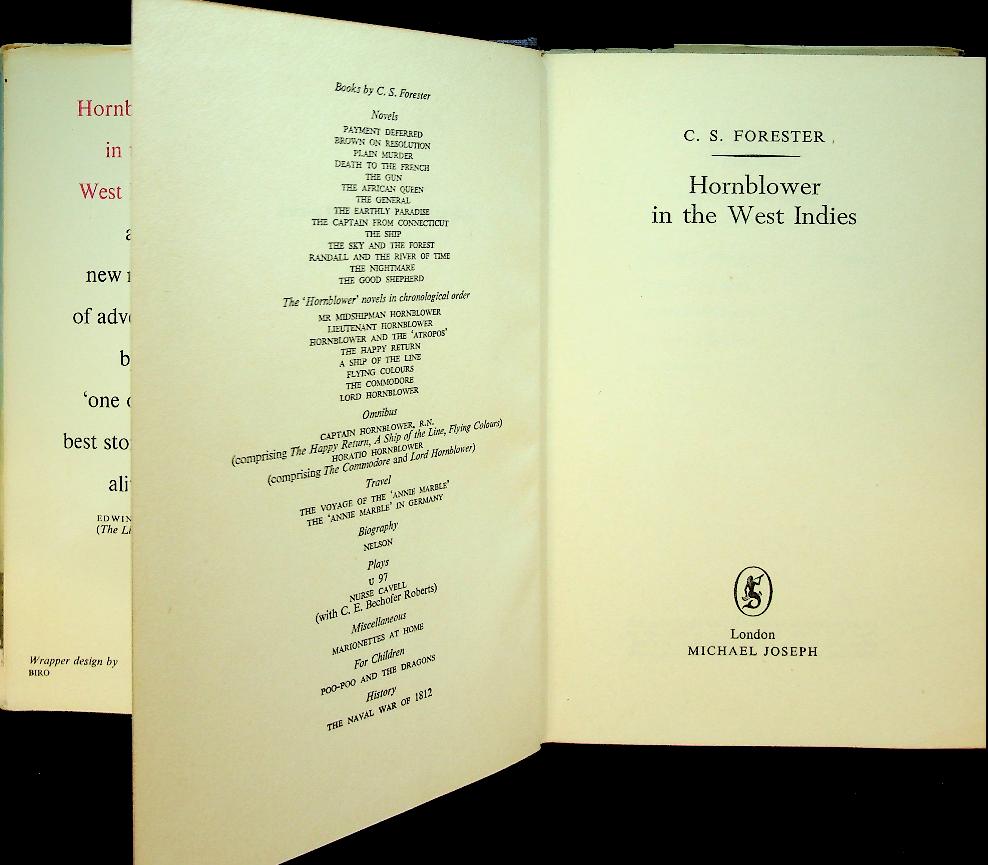 Hornb
in
West
a
new
of adv
b
'one
best sto
ali
EDWIN
(The Li
Wrapper design by
BIRO
Books by C. S. Forester
Novels
PAYMENT DEFERRED
BROWN ON RESOLUTION
PLAIN MURDER
DEATH TO THE FRENCH
THE GUN
THE AFRICAN QUEEN
THE GENERAL
THE EARTHLY PARADISE
THE CAPTAIN FROM CONNECTICUT
THE SHIP
THE SKY AND THE FOREST
RANDALL AND THE RIVER OF TIME
THE NIGHTMARE
THE GOOD SHEPHERD
The 'Hornblower' novels in chronological order
MR MIDSHIPMAN HORNBLOWER
LIEUTENANT HORNBLOWER
HORNBLOWER AND THE 'ATROPOS'
THE HAPPY RETURN
A SHIP OF THE LINE
FLYING COLOURS
THE COMMODORE
LORD HORNBLOWER
Omnibus
CAPTAIN HORNBLOWER, R.N.
(comprising The Happy Return, A Ship of the Line, Flying Colours)
HORATIO HORNBLOWER
(comprising The Commodore and Lord Hornblower)
Travel
THE VOYAGE OF THE 'ANNIE MARBLE'
THE 'ANNIE MARBLE' IN GERMANY
Biography
NELSON
Plays
U 97
NURSE CAVELL
(with C. E. Bechofer Roberts)
Miscellaneous
MARIONETTES AT HOME
For Children
POO-POO AND THE DRAGONS
History
THE NAVAL WAR OF 1812
C. S. FORESTER
Hornblower
in the West Indies
London
MICHAEL JOSEPH